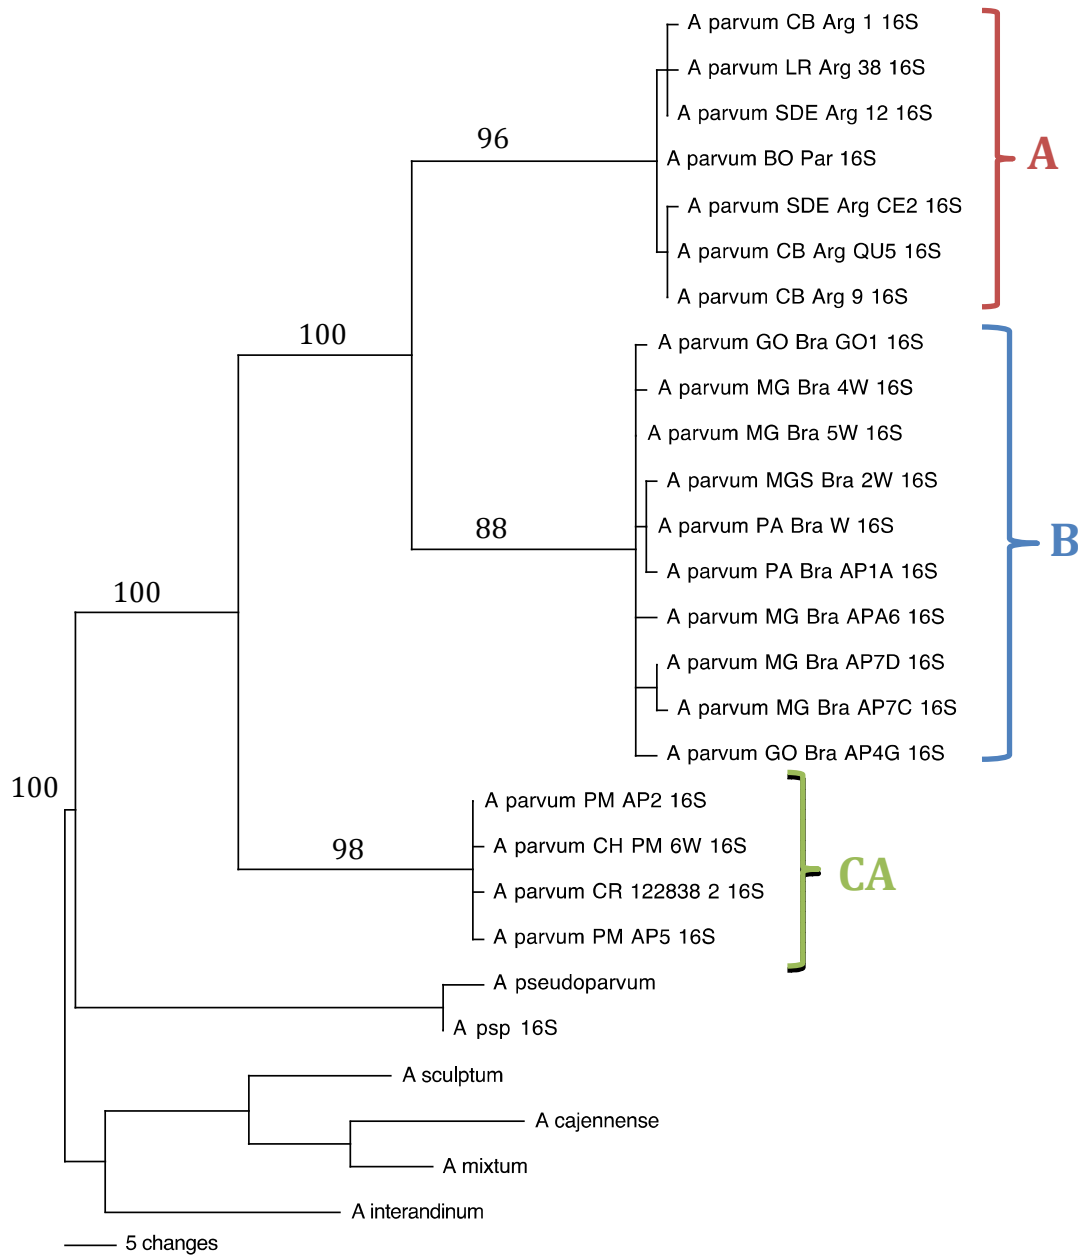 A parvum CB Arg 1 16S
A parvum LR Arg 38 16S
A parvum SDE Arg 12 16S
96
A parvum BO Par 16S
A
A parvum SDE Arg CE2 16S
A parvum CB Arg QU5 16S
A parvum CB Arg 9 16S
100
A parvum GO Bra GO1 16S
A parvum MG Bra 4W 16S
A parvum MG Bra 5W 16S
A parvum MGS Bra 2W 16S
88
A parvum PA Bra W 16S
B
A parvum PA Bra AP1A 16S
100
A parvum MG Bra APA6 16S
A parvum MG Bra AP7D 16S
A parvum MG Bra AP7C 16S
A parvum GO Bra AP4G 16S
100
A parvum PM AP2 16S
98
A parvum CH PM 6W 16S
CA
A parvum CR 122838 2 16S
A parvum PM AP5 16S
A pseudoparvum
A psp 16S
A sculptum
A cajennense
A mixtum
A interandinum
5 changes